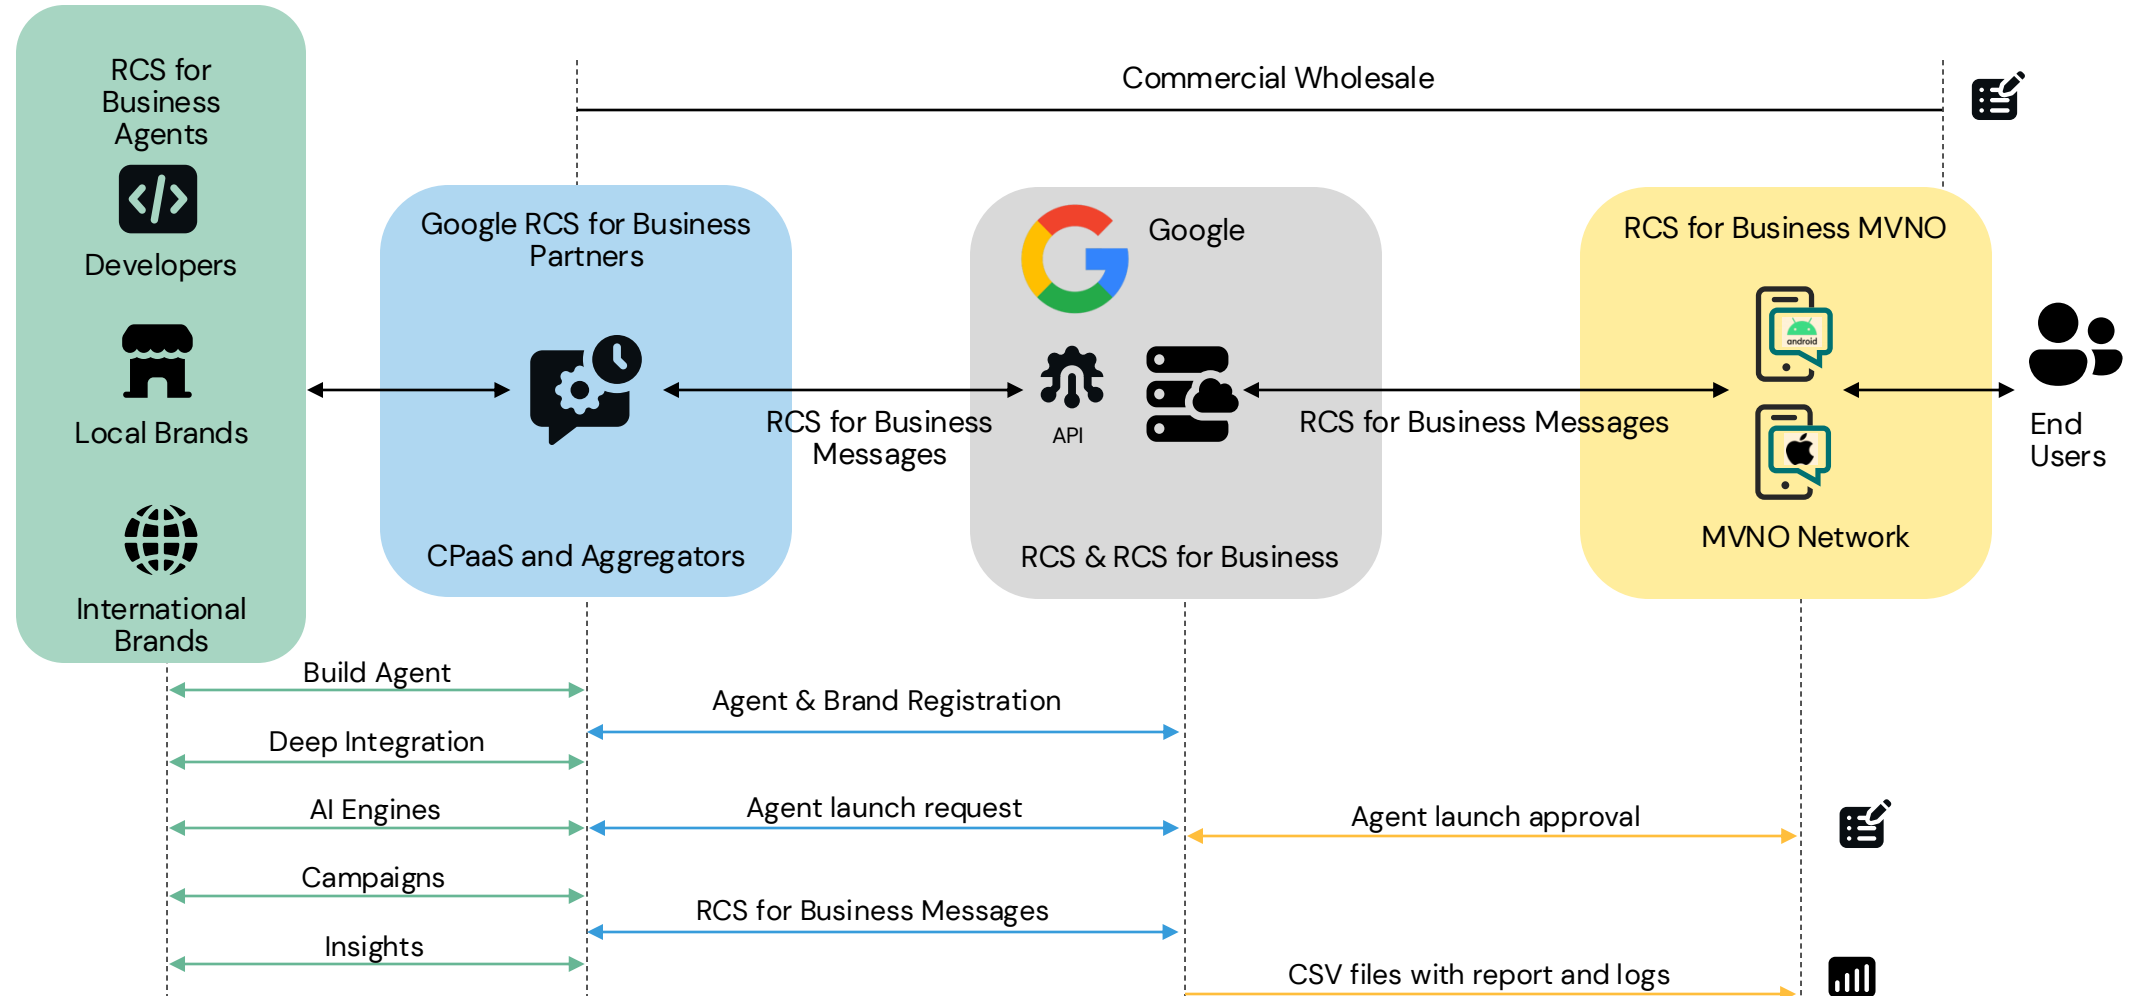 RCS for
Business
Agents
Developers
Local Brands
International
Brands
Commercial Wholesale
Google RCS for Business
Partners
CPaaS and Aggregators
RCS for Business
Messages
Google
API
RCS & RCS for Business
RCS for Business Messages
RCS for Business MVNO
android
MVNO Network
End
Users
Build Agent
Deep Integration
AI Engines
Campaigns
Insights
Agent & Brand Registration
Agent launch request
RCS for Business Messages
Agent launch approval
CSV files with report and logs